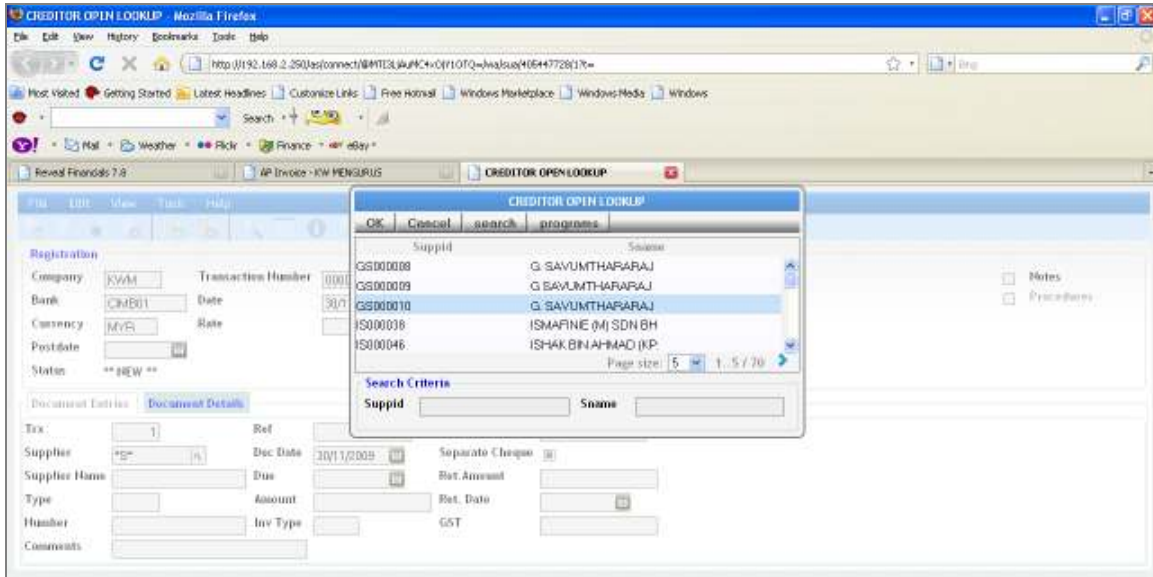 CREDITOR OPEN LOOKUP - Mozilla Firefox
File Edit View History Bookmarks Tools Help
Most Visited Getting Started Latest Headlines Customize Links Free Hotmail Windows Marketplace Windows Media Windows
Search
Mail Weather Flickr Finance eBay
Reveal Financials 7.8 AP Invoice - KW MENGURUS CREDITOR OPEN LOOKUP
File Edit View Tools Help
CREDITOR OPEN LOOKUP
OK Cancel search programs
Suppid Sname
GS000008 G. SAVUMTHARARAJ
GS000009 G. SAVUMTHARARAJ
GS000010 G. SAVUMTHARARAJ
IS000038 ISMAFINIE (M) SDN BH
IS000046 ISHAK BIN AHMAD (KP.
Page size: 5 1..5 / 70
Search Criteria
Suppid Sname
Registration
Company KWM Transaction Number Notes
Bank CIMB01 Date Procedures
Currency MYR Rate
Postdate
Status ** NEW **
Document Entries Document Details
Trx 1 Ref
Supplier *S* Doc Date 30/11/2009 Separate Cheque
Supplier Name Due Ret. Amount
Type Amount Ret. Date
Number Inv Type GST
Comments